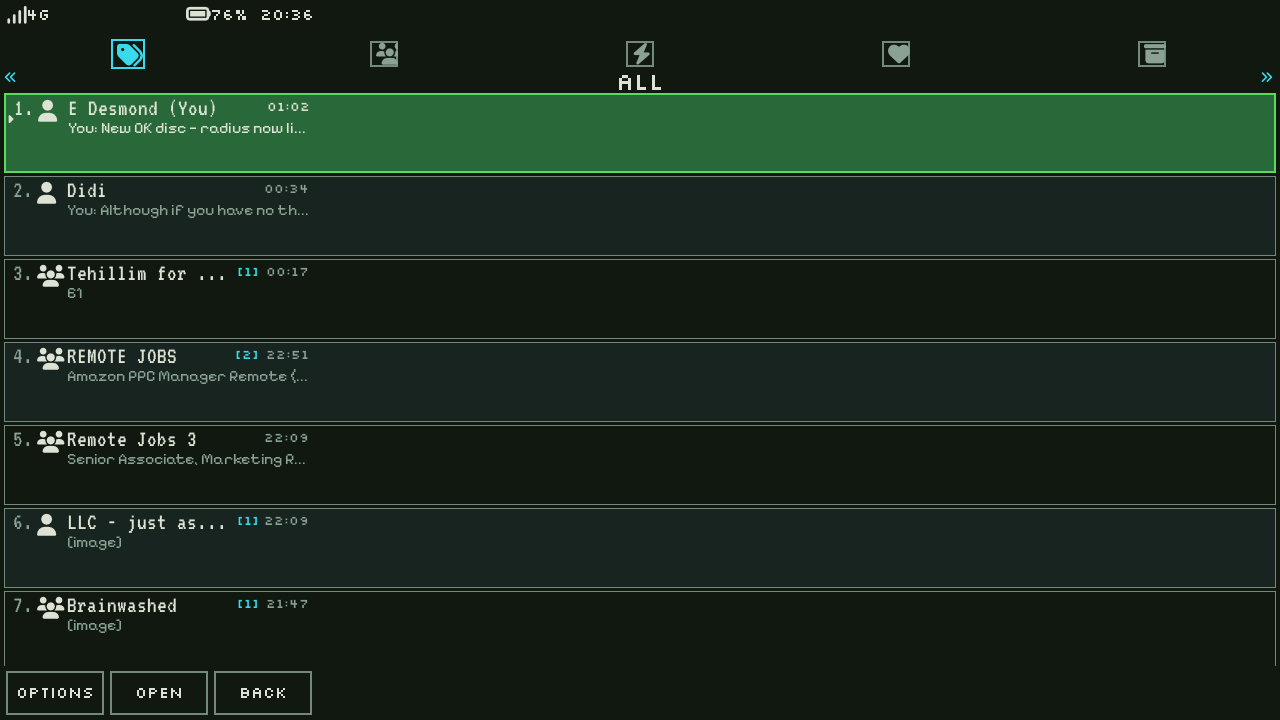 4G 76% 20:36
« »
ALL
1. E Desmond (You) 01:02
You: New OK disc - radius now li...
2. Didi 00:34
You: Although if you have no th...
3. Tehillim for ... [1] 00:17
61
4. REMOTE JOBS [2] 22:51
Amazon PPC Manager Remote (...
5. Remote Jobs 3 22:09
Senior Associate, Marketing R...
6. LLC - just as... [1] 22:09
[image]
7. Brainwashed [1] 21:47
[image]
OPTIONS OPEN BACK